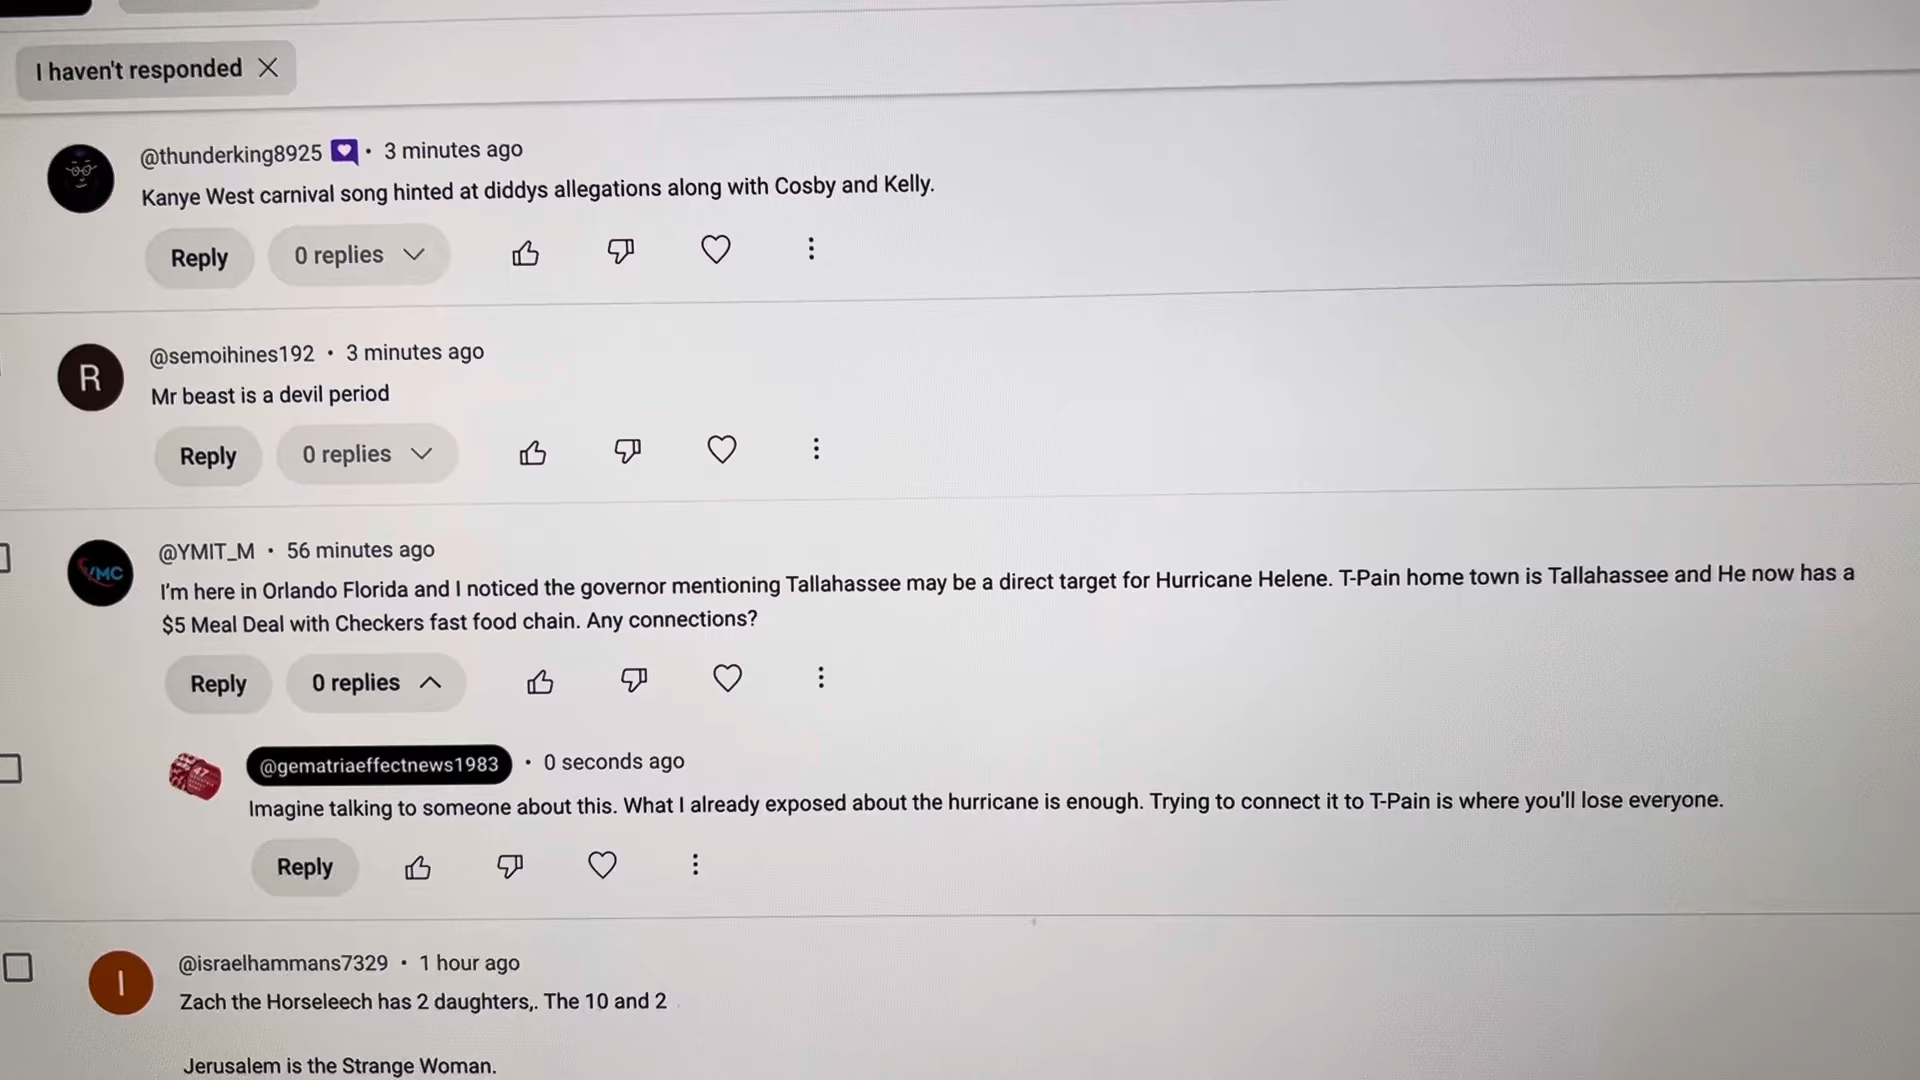 I haven't responded
@thunderking8925 • 3 minutes ago
Kanye West carnival song hinted at diddys allegations along with Cosby and Kelly.
Reply 0 replies
R
@semoihines192 • 3 minutes ago
Mr beast is a devil period
Reply 0 replies
YMC
@YMIT_M • 56 minutes ago
I'm here in Orlando Florida and I noticed the governor mentioning Tallahassee may be a direct target for Hurricane Helene. T-Pain home town is Tallahassee and He now has a
$5 Meal Deal with Checkers fast food chain. Any connections?
Reply 0 replies
47
@gematriaeffectnews1983 • 0 seconds ago
Imagine talking to someone about this. What I already exposed about the hurricane is enough. Trying to connect it to T-Pain is where you'll lose everyone.
Reply
I
@israelhammans7329 • 1 hour ago
Zach the Horseleech has 2 daughters,. The 10 and 2
Jerusalem is the Strange Woman.